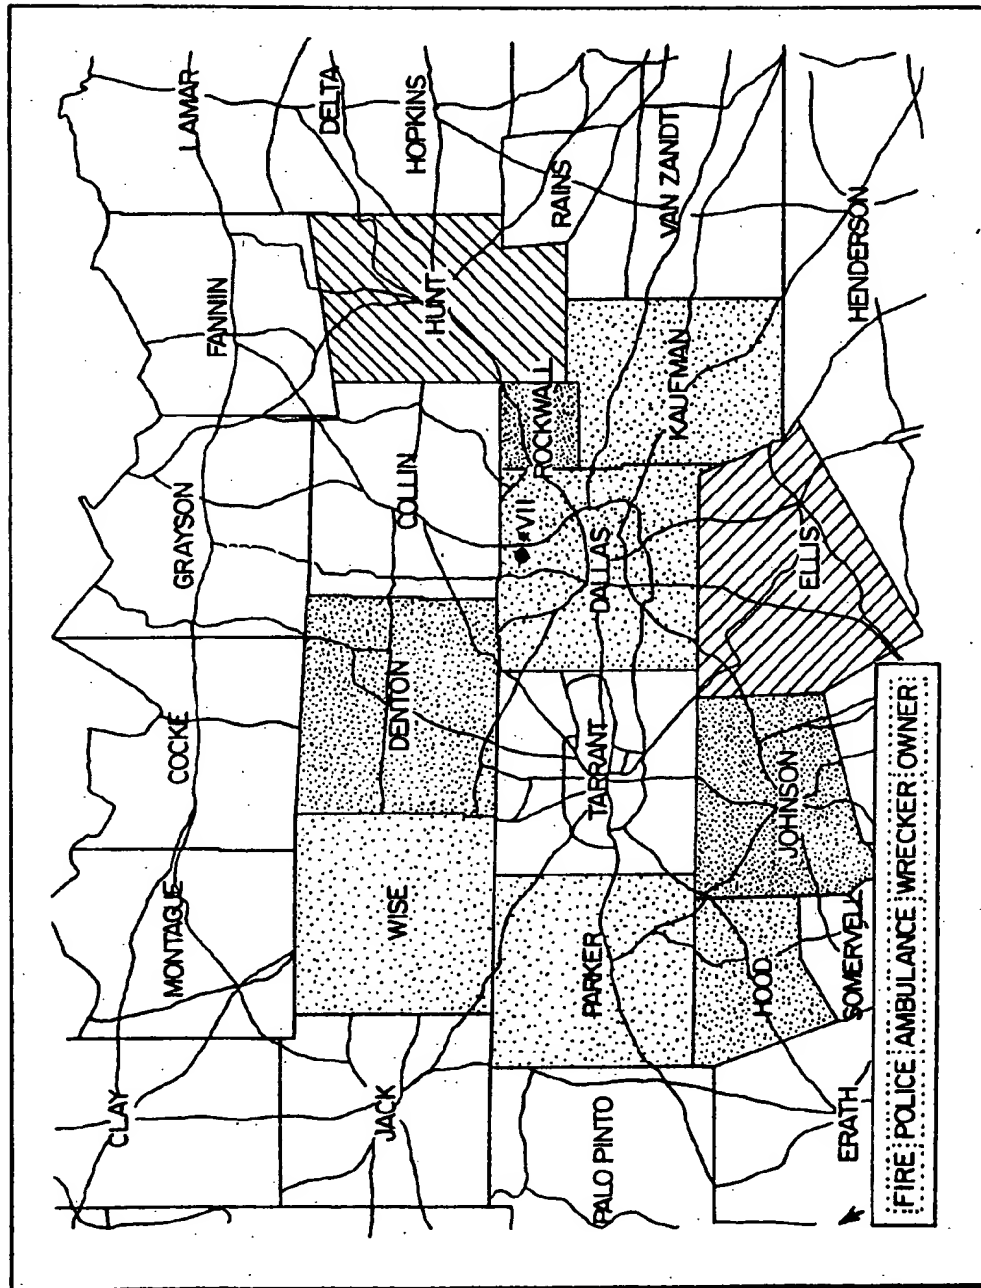 CLAY
MONTAGUE
COCKE
GRAYSON
FANNIN
LAMAR
JACK
WISE
DENTON
COLLIN
HUNT
DELTA
HOPKINS
PALO PINTO
PARKER
TARRANT
DALLAS
#VII
ROCKWALL
KAUFMAN
RAINS
VAN ZANDT
ERATH
HOOD
SOMERVELL
JOHNSON
ELLIS
HENDERSON
FIRE POLICE AMBULANCE WRECKER OWNER